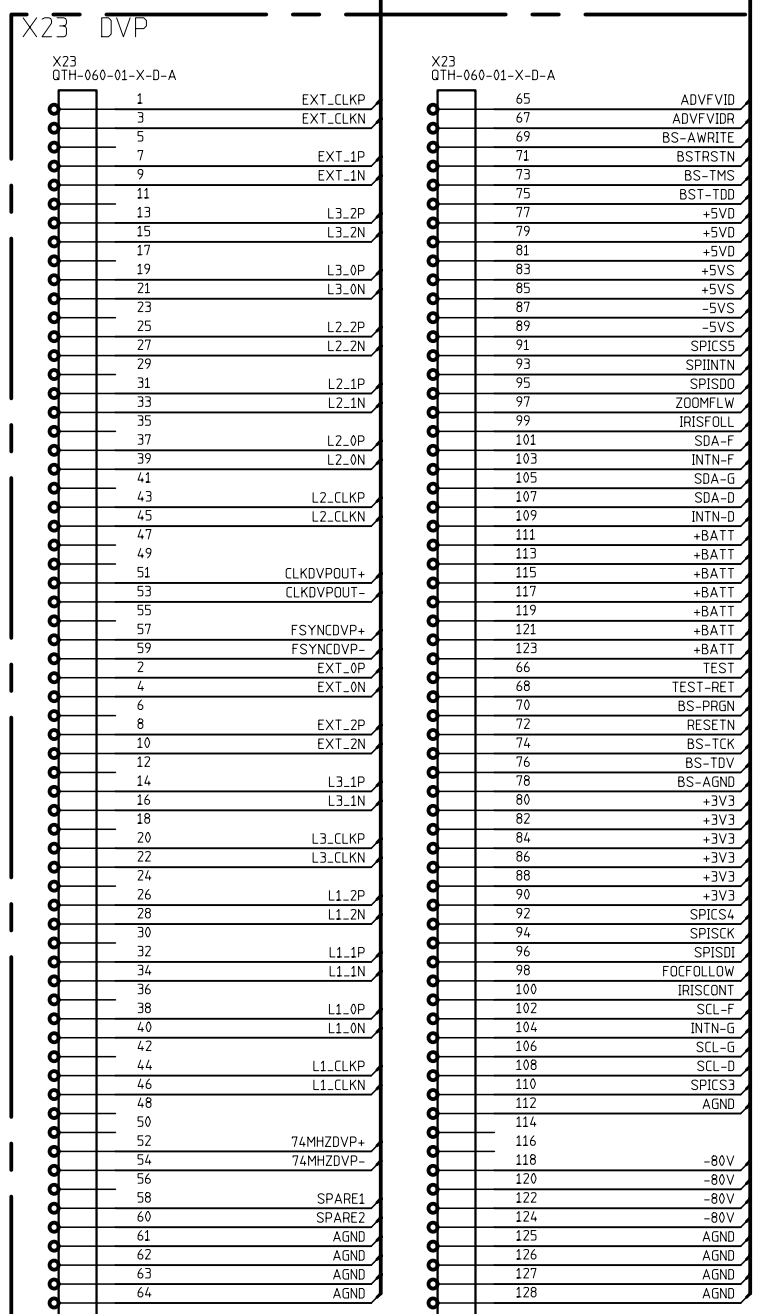 X23 DVP
X23
QTH-060-01-X-D-A
1 EXT_CLKP
3 EXT_CLKN
5
7 EXT_1P
9 EXT_1N
11
13 L3_2P
15 L3_2N
17
19 L3_0P
21 L3_0N
23
25 L2_2P
27 L2_2N
29
31 L2_1P
33 L2_1N
35
37 L2_0P
39 L2_0N
41
43 L2_CLKP
45 L2_CLKN
47
49
51 CLKDVPOUT+
53 CLKDVPOUT-
55
57 FSYNCDVP+
59 FSYNCDVP-
2 EXT_0P
4 EXT_0N
6
8 EXT_2P
10 EXT_2N
12
14 L3_1P
16 L3_1N
18
20 L3_CLKP
22 L3_CLKN
24
26 L1_2P
28 L1_2N
30
32 L1_1P
34 L1_1N
36
38 L1_0P
40 L1_0N
42
44 L1_CLKP
46 L1_CLKN
48
50
52 74MHZDVP+
54 74MHZDVP-
56
58 SPARE1
60 SPARE2
61 AGND
62 AGND
63 AGND
64 AGND
X23
QTH-060-01-X-D-A
65 ADVFVID
67 ADVFVIDR
69 BS-AWRITE
71 BSTRSTN
73 BS-TMS
75 BST-TDD
77 +5VD
79 +5VD
81 +5VD
83 +5VS
85 +5VS
87 -5VS
89 -5VS
91 SPICS5
93 SPIINTN
95 SPISDO
97 ZOOMFLW
99 IRISFOLL
101 SDA-F
103 INTN-F
105 SDA-G
107 SDA-D
109 INTN-D
111 +BATT
113 +BATT
115 +BATT
117 +BATT
119 +BATT
121 +BATT
123 +BATT
66 TEST
68 TEST-RET
70 BS-PRGN
72 RESETN
74 BS-TCK
76 BS-TDV
78 BS-AGND
80 +3V3
82 +3V3
84 +3V3
86 +3V3
88 +3V3
90 +3V3
92 SPICS4
94 SPISCK
96 SPISDI
98 FOCFOLLOW
100 IRISCONT
102 SCL-F
104 INTN-G
106 SCL-G
108 SCL-D
110 SPICS3
112 AGND
114
116
118 -80V
120 -80V
122 -80V
124 -80V
125 AGND
126 AGND
127 AGND
128 AGND